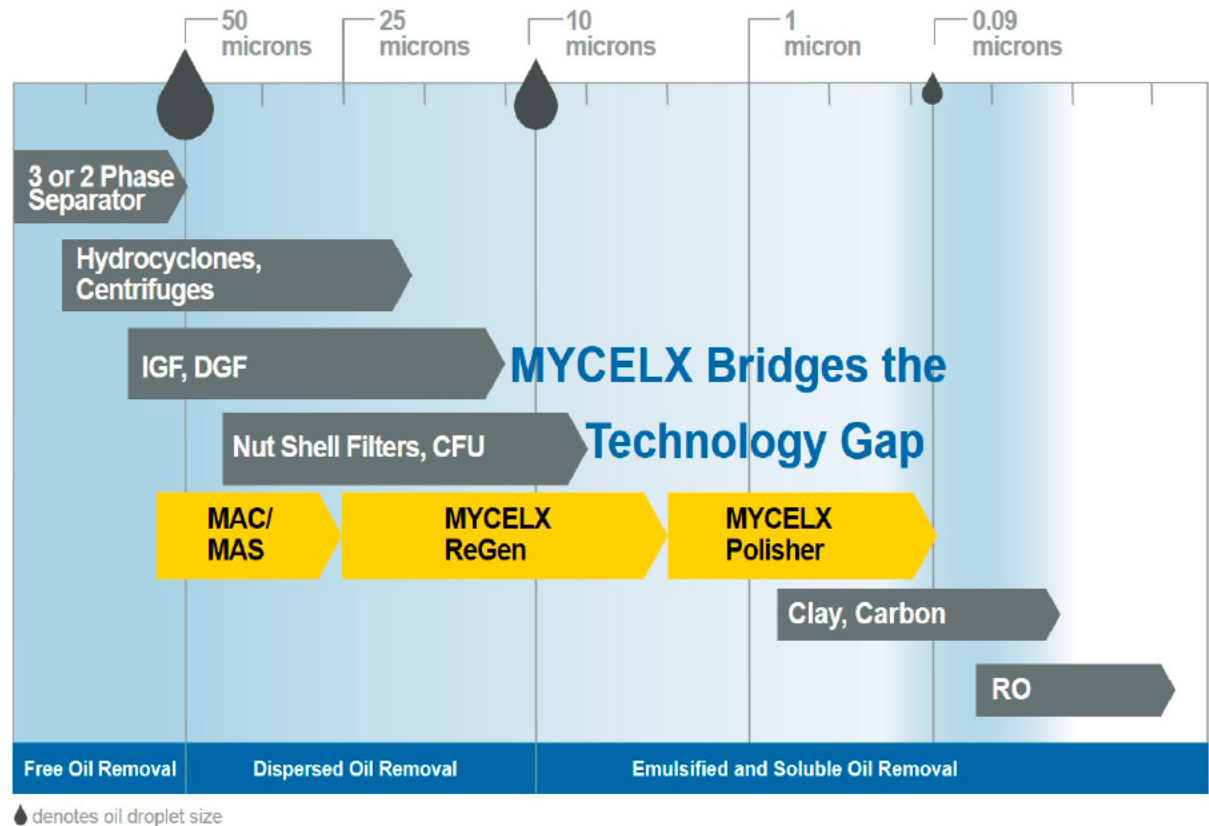 50
microns
25
microns
10
microns
1
micron
0.09
microns
3 or 2 Phase
Separator
Hydrocyclones,
Centrifuges
IGF, DGF
MYCELX Bridges the
Technology Gap
Nut Shell Filters, CFU
MAC/
MAS
MYCELX
ReGen
MYCELX
Polisher
Clay, Carbon
RO
Free Oil Removal
Dispersed Oil Removal
Emulsified and Soluble Oil Removal
denotes oil droplet size